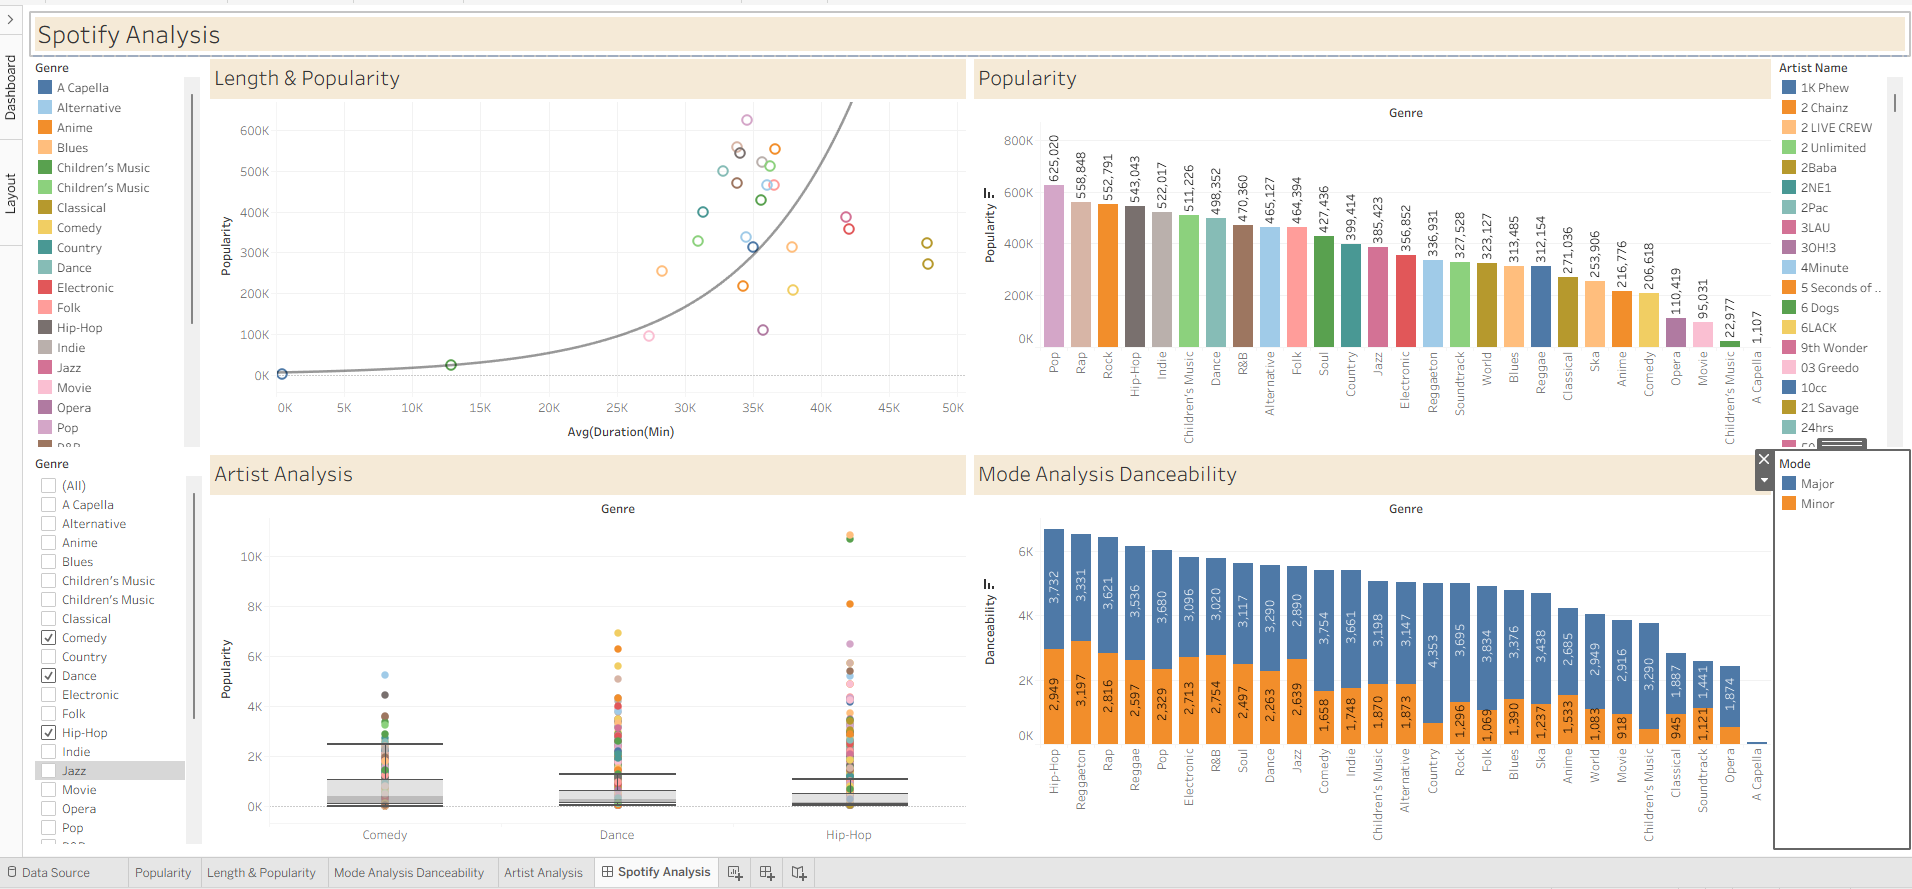 Spotify Analysis
Dashboard
Layout
Genre
A Capella
Alternative
Anime
Blues
Children's Music
Children's Music
Classical
Comedy
Country
Dance
Electronic
Folk
Hip-Hop
Indie
Jazz
Movie
Opera
Pop
Length & Popularity
Popularity
600K
500K
400K
300K
200K
100K
0K
0K 5K 10K 15K 20K 25K 30K 35K 40K 45K 50K
Avg(Duration(Min)
Popularity
Genre
Popularity
800K
600K
400K
200K
0K
625,020 558,848 552,791 543,043 522,017 511,226 498,352 470,360 465,127 464,394 427,436 399,414 385,423 356,852 336,931 327,528 323,127 313,485 312,154 271,036 253,906 216,776 206,618 110,419 95,031 22,977 1,107
Pop Rap Rock Hip-Hop Indie Children's Music Dance R&B Alternative Folk Soul Country Jazz Electronic Reggaeton Soundtrack World Blues Reggae Classical Ska Anime Comedy Opera Movie Children's Music A Capella
Artist Name
1K Phew
2 Chainz
2 LIVE CREW
2 Unlimited
2Baba
2NE1
2Pac
3LAU
3OH!3
4Minute
5 Seconds of ..
6 Dogs
6LACK
9th Wonder
03 Greedo
10cc
21 Savage
24hrs
Genre
(All)
A Capella
Alternative
Anime
Blues
Children's Music
Children's Music
Classical
Comedy
Country
Dance
Electronic
Folk
Hip-Hop
Indie
Jazz
Movie
Opera
Pop
Artist Analysis
Genre
Popularity
10K
8K
6K
4K
2K
0K
Comedy Dance Hip-Hop
Mode Analysis Danceability
Genre
Danceability
6K
4K
2K
0K
3,732 3,331 3,621 3,536 3,680 3,096 3,020 3,117 3,290 2,890 3,754 3,661 3,198 3,147 4,353 3,695 3,834 3,376 3,438 2,685 2,949 2,916 3,290 1,887 1,441 1,874
2,949 3,197 2,816 2,597 2,329 2,713 2,754 2,497 2,263 2,639 1,658 1,748 1,870 1,873 1,296 1,069 1,390 1,237 1,533 1,083 918 945 1,121
Hip-Hop Reggaeton Rap Reggae Pop Electronic R&B Soul Dance Jazz Comedy Indie Children's Music Alternative Country Rock Folk Blues Ska Anime World Movie Children's Music Classical Soundtrack Opera A Capella
Mode
Major
Minor
Data Source Popularity Length & Popularity Mode Analysis Danceability Artist Analysis Spotify Analysis